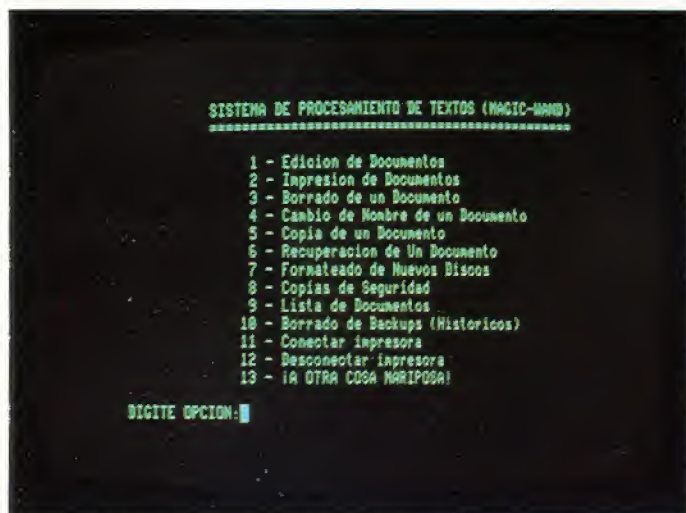 SISTEMA DE PROCESAMIENTO DE TEXTOS (MAGIC-WAND)
1 - Edicion de Documentos
2 - Impresion de Documentos
3 - Borrado de un Documento
4 - Cambio de Nombre de un Documento
5 - Copia de un Documento
6 - Recuperacion de Un Documento
7 - Formateado de Nuevos Discos
8 - Copias de Seguridad
9 - Lista de Documentos
10 - Borrado de Backups (Historicos)
11 - Conectar impresora
12 - Desconectar impresora
13 - ¡A OTRA COSA MARIPOSA!
DIGITE OPCION: